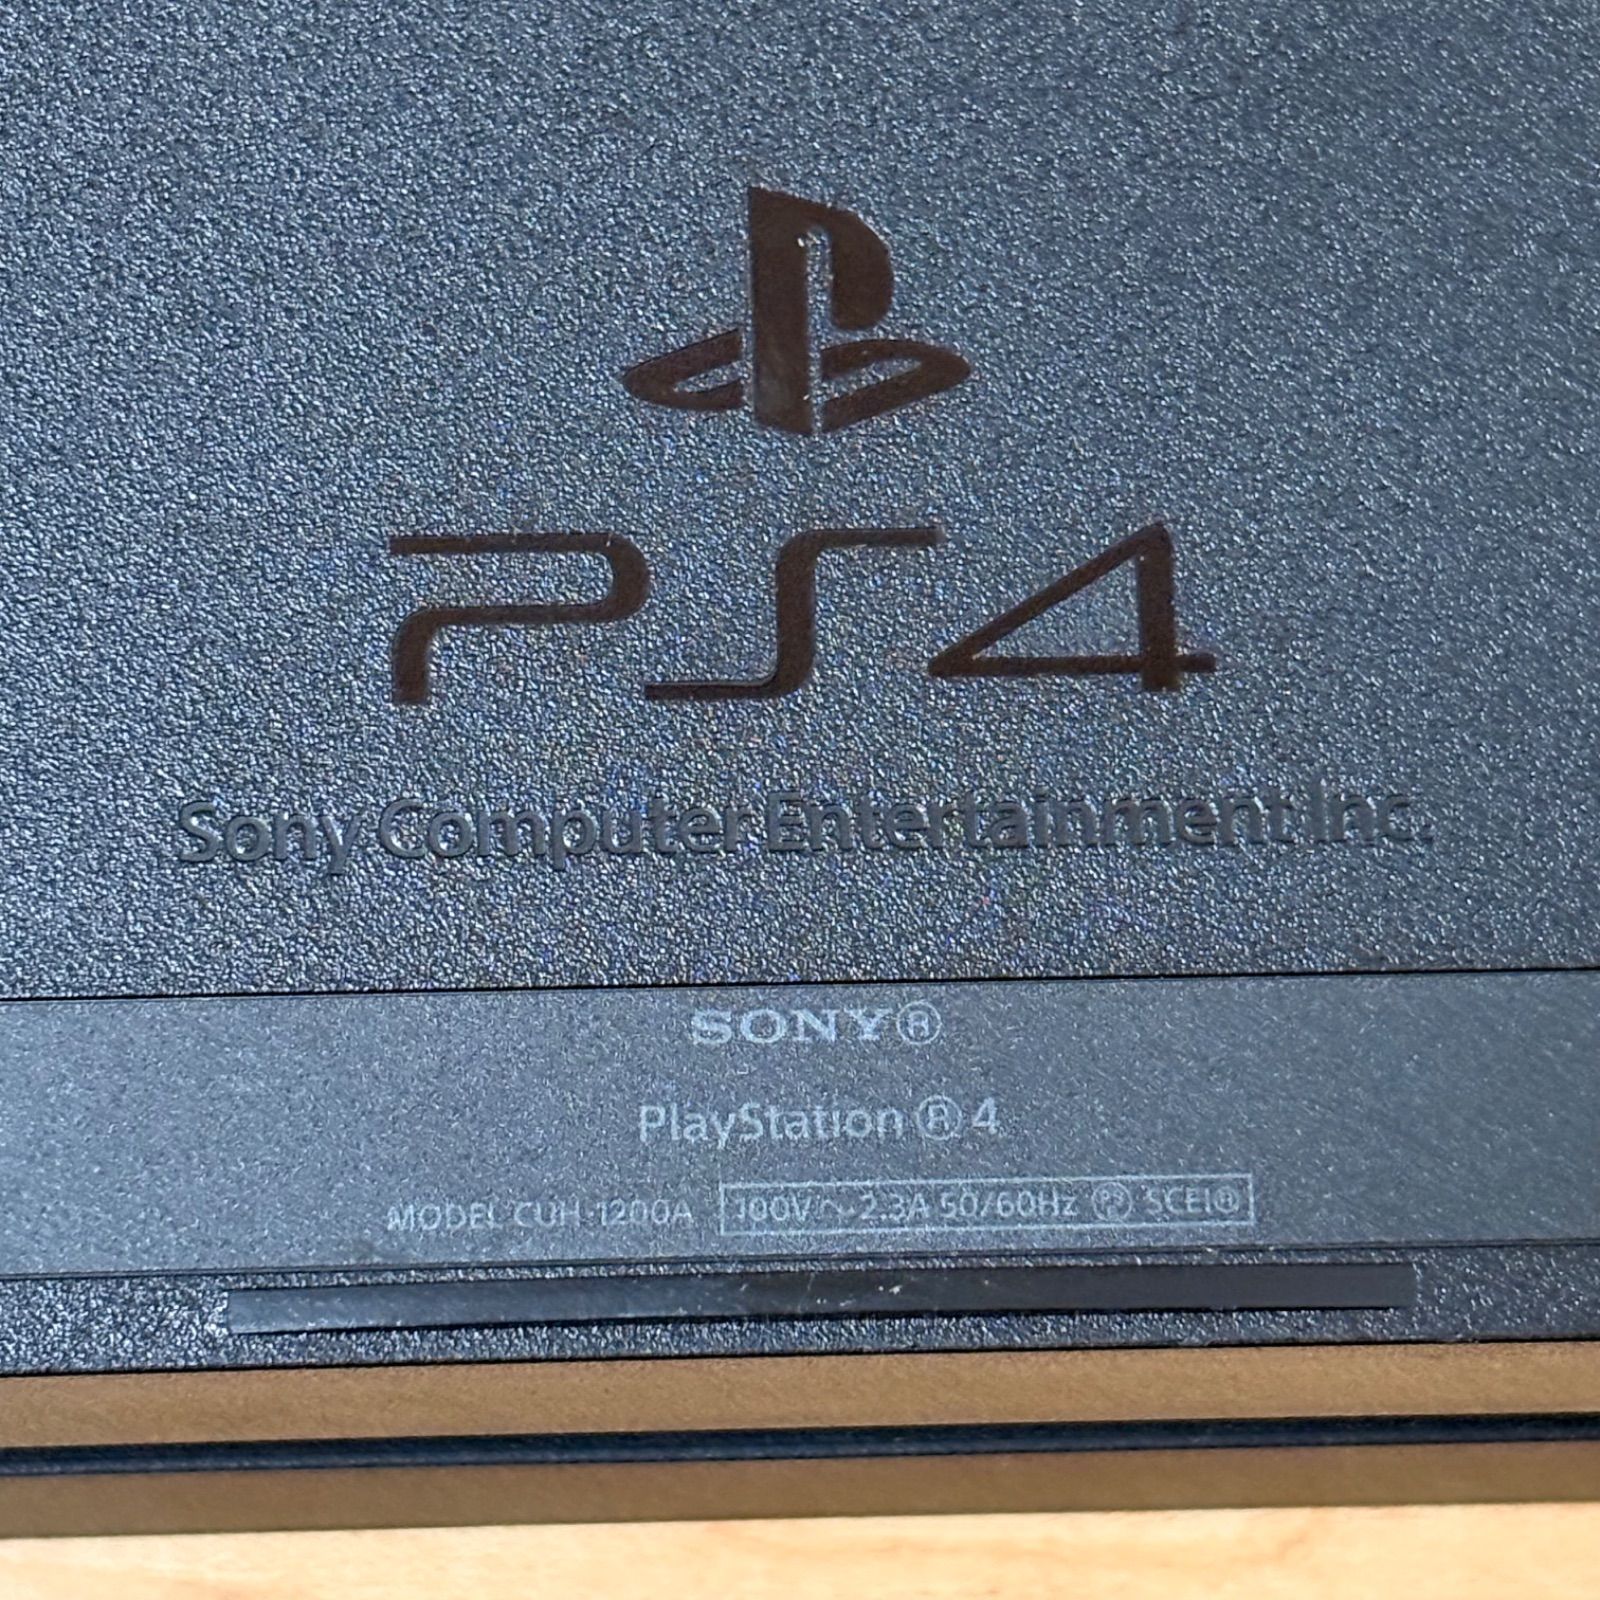 PS4
Sony Computer Entertainment Inc.
SONY®
PlayStation®4
MODEL CUH-1200A 100V～2.3A 50/60Hz Ⓟ SCEI®